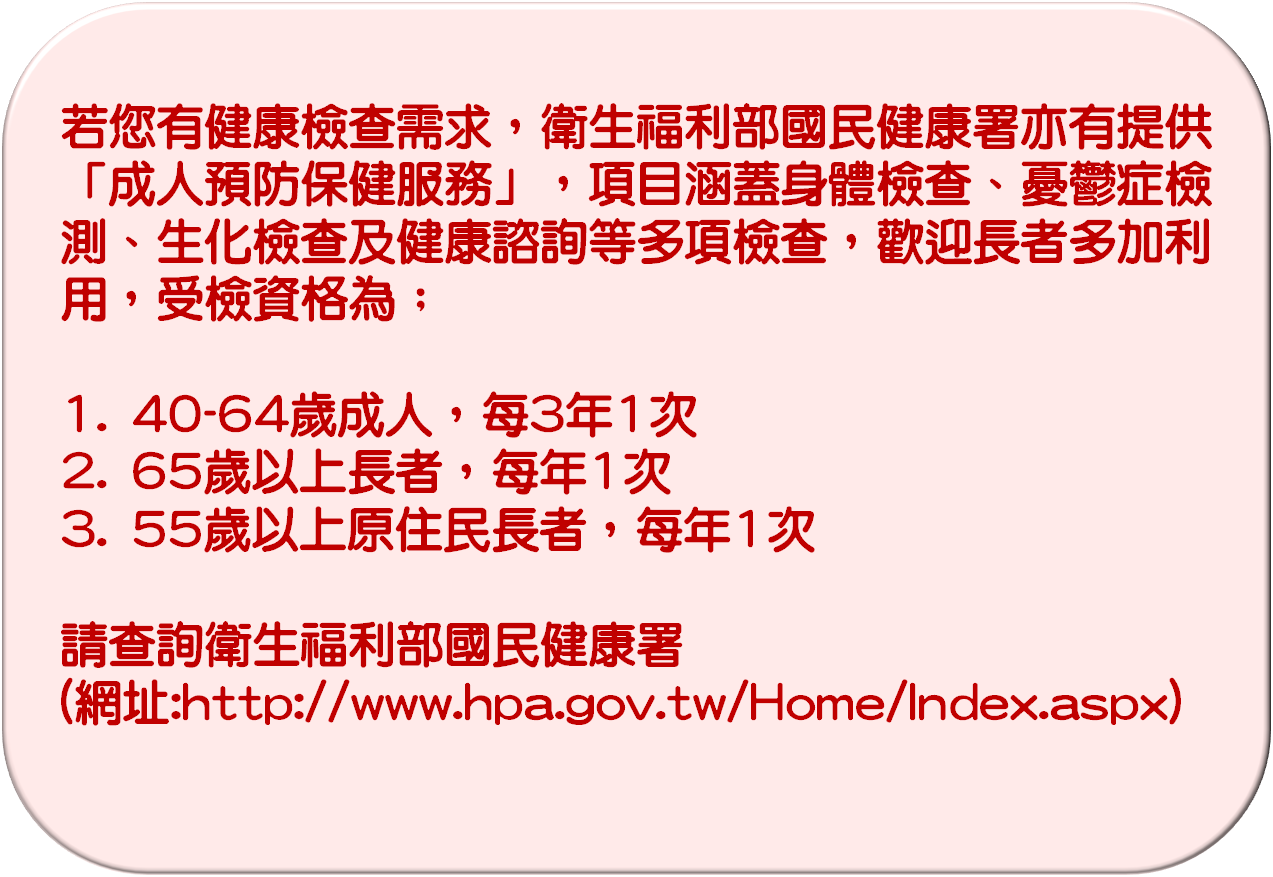 若您有健康檢查需求，衛生福利部國民健康署亦有提供
「成人預防保健服務」，項目涵蓋身體檢查、憂鬱症檢
測、生化檢查及健康諮詢等多項檢查，歡迎長者多加利
用，受檢資格為；
1. 40-64歲成人，每3年1次
2. 65歲以上長者，每年1次
3. 55歲以上原住民長者，每年1次
請查詢衛生福利部國民健康署
(網址:http://www.hpa.gov.tw/Home/Index.aspx)